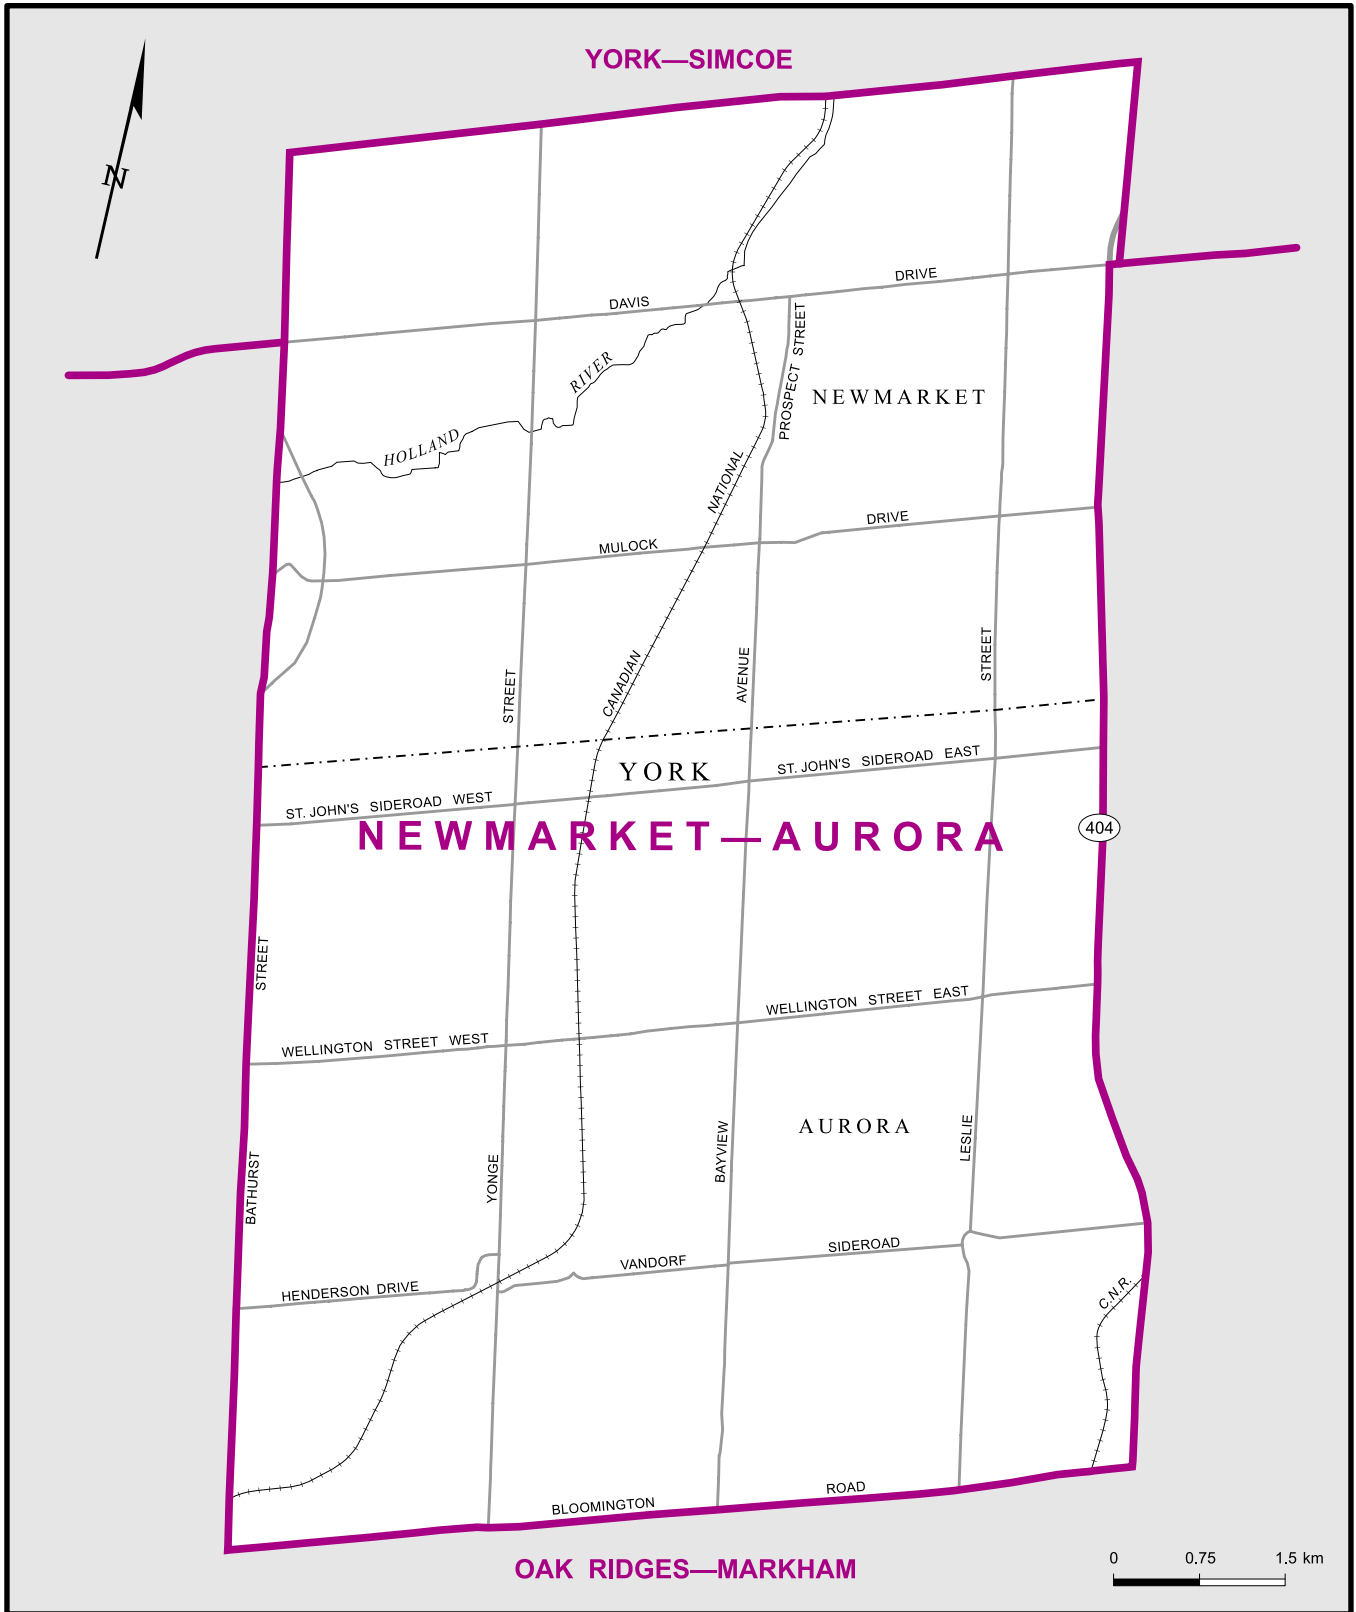 YORK—SIMCOE
N
DAVIS DRIVE
PROSPECT STREET
HOLLAND RIVER
NEWMARKET
CANADIAN NATIONAL
MULOCK DRIVE
STREET
AVENUE
STREET
YORK
ST. JOHN'S SIDEROAD WEST
ST. JOHN'S SIDEROAD EAST
NEWMARKET—AURORA
404
STREET
WELLINGTON STREET WEST
WELLINGTON STREET EAST
AURORA
BATHURST
YONGE
BAYVIEW
LESLIE
HENDERSON DRIVE
VANDORF SIDEROAD
C.N.R.
BLOOMINGTON ROAD
OAK RIDGES—MARKHAM
0 0.75 1.5 km